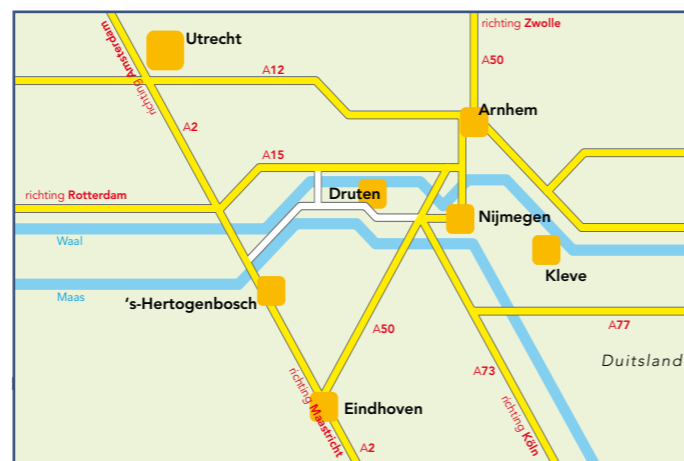 richting Amsterdam
Utrecht
richting Zwolle
A50
A12
Arnhem
A2
A15
richting Rotterdam
Druten
Nijmegen
Waal
Kleve
Maas
's-Hertogenbosch
A50
A77
Duitsland
A73
richting Maastricht
Eindhoven
richting Köln
A2